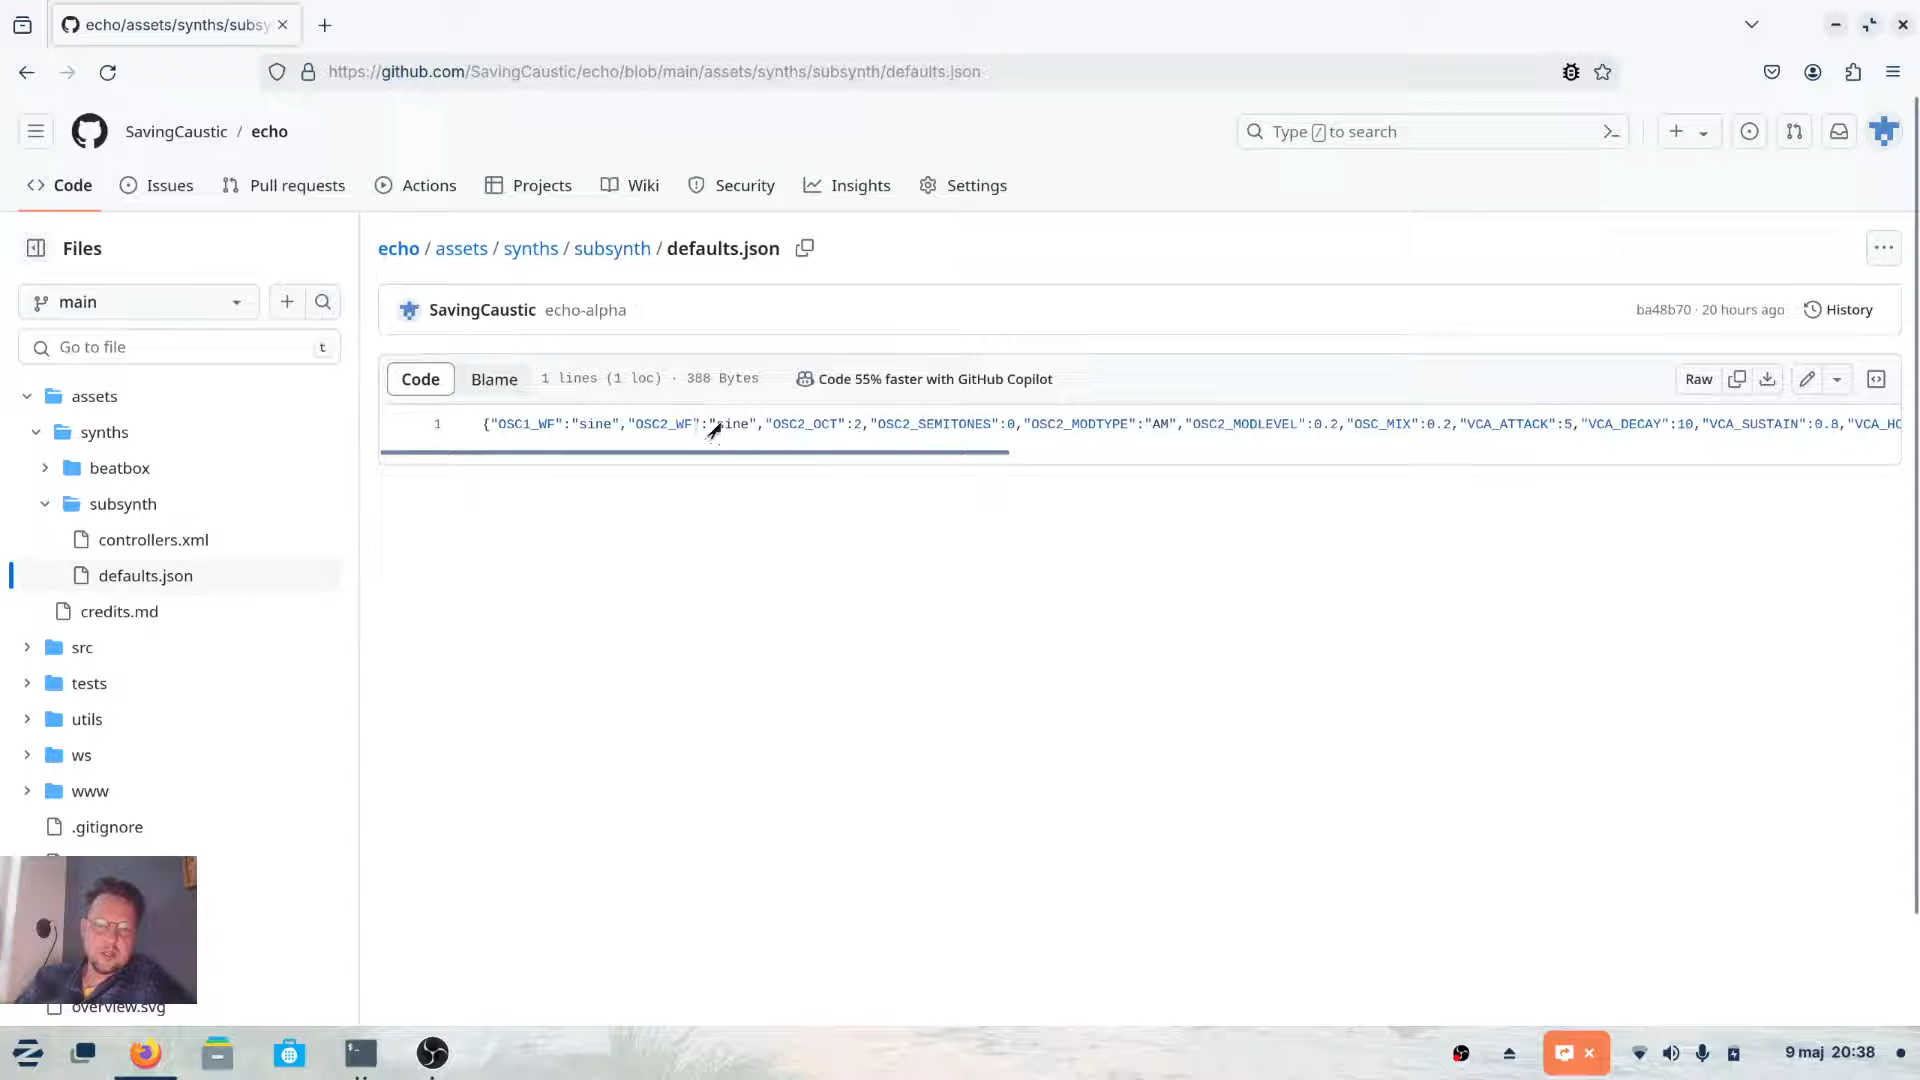 echo/assets/synths/subsy
https://github.com/SavingCaustic/echo/blob/main/assets/synths/subsynth/defaults.json
SavingCaustic / echo
Type / to search
Code
Issues
Pull requests
Actions
Projects
Wiki
Security
Insights
Settings
Files
echo / assets / synths / subsynth / defaults.json
main
SavingCaustic echo-alpha
ba48b70 · 20 hours ago
History
Go to file
t
Code
Blame
1 lines (1 loc) · 388 Bytes
Code 55% faster with GitHub Copilot
Raw
1
{"OSC1_WF":"sine","OSC2_WF":"sine","OSC2_OCT":2,"OSC2_SEMITONES":0,"OSC2_MODTYPE":"AM","OSC2_MODLEVEL":0.2,"OSC_MIX":0.2,"VCA_ATTACK":5,"VCA_DECAY":10,"VCA_SUSTAIN":0.8,"VCA_HO
assets
synths
beatbox
subsynth
controllers.xml
defaults.json
credits.md
src
tests
utils
ws
www
.gitignore
overview.svg
9 maj 20:38